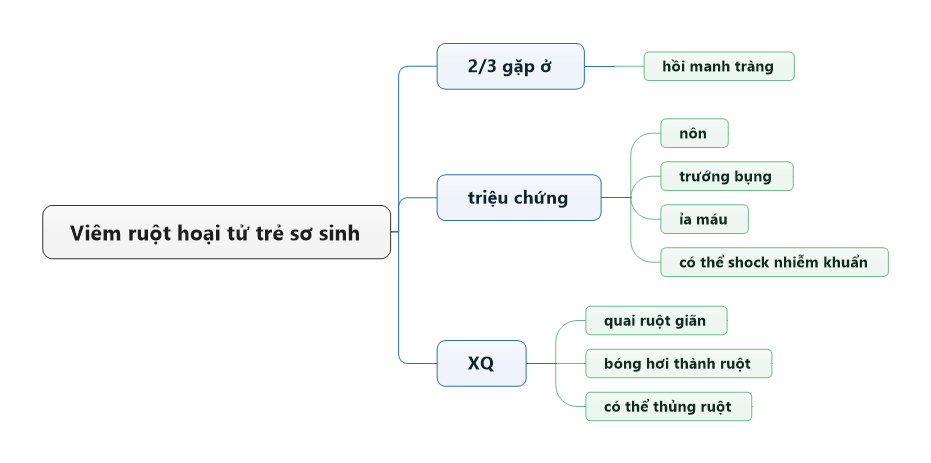 Viêm ruột hoại tử trẻ sơ sinh
2/3 gặp ở
hồi manh tràng
triệu chứng
nôn
trướng bụng
ỉa máu
có thể shock nhiễm khuẩn
XQ
quai ruột giãn
bóng hơi thành ruột
có thể thủng ruột